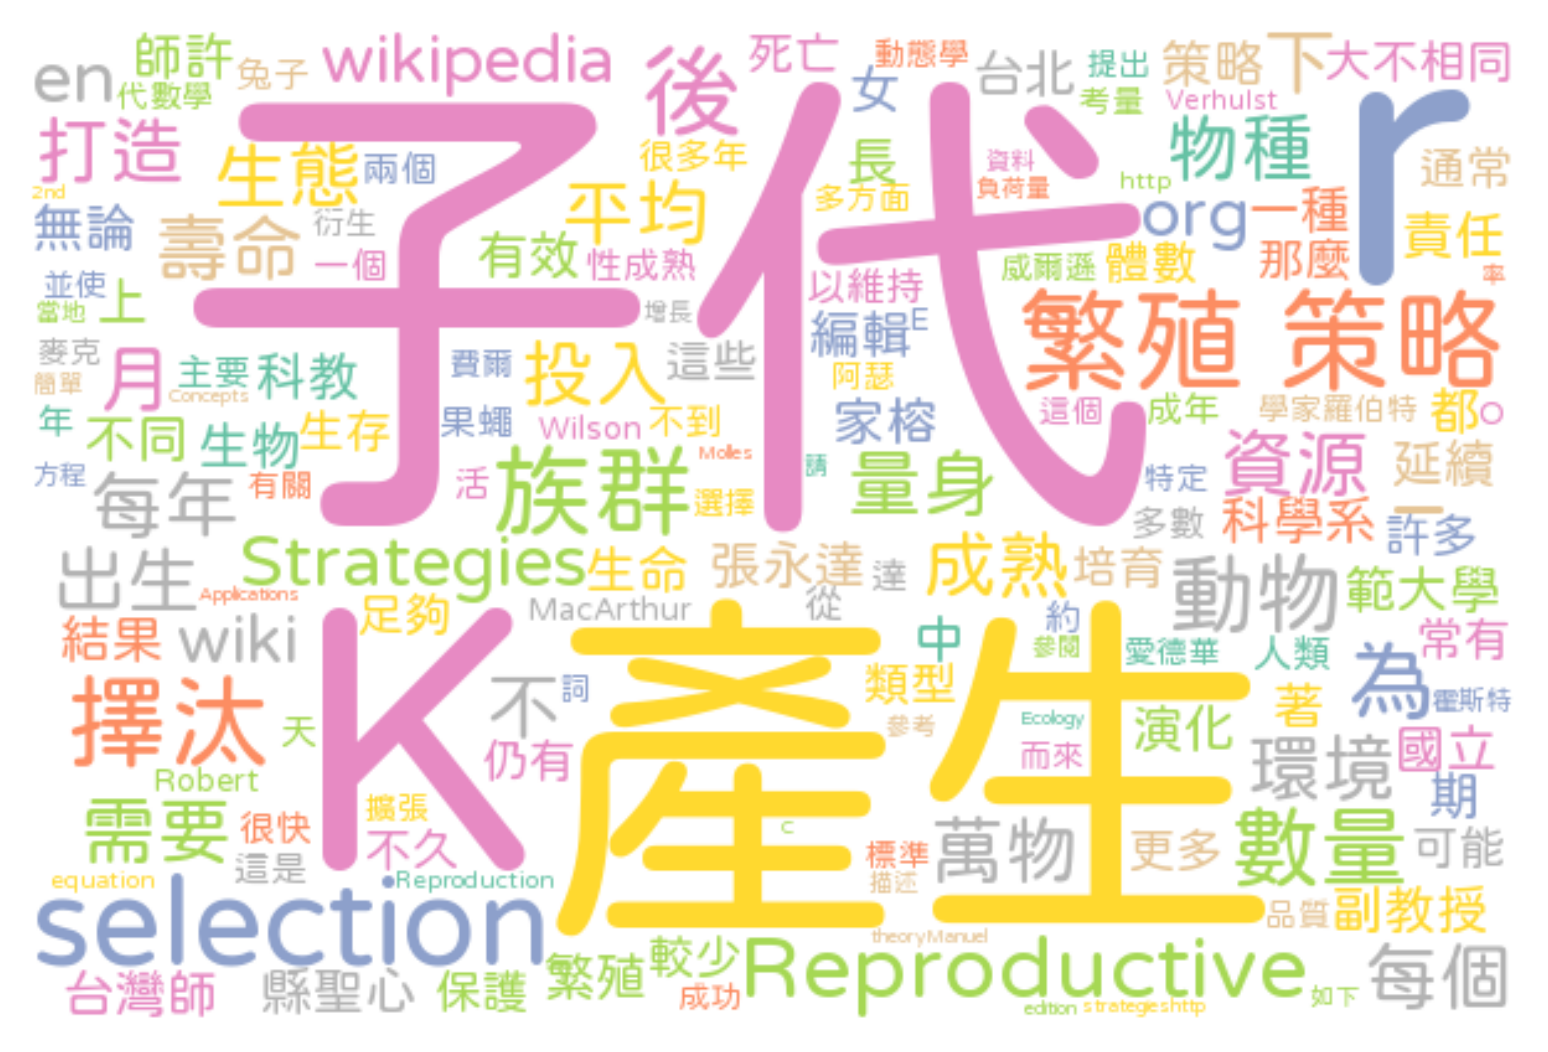 師許
wikipedia
後
死亡
動態學
台北
提出
策略
下
大不相同
en
兔子
女
代數學
考量
Verhulst
r
打造
子代
生態
兩個
很多年
長
資料
物種
通常
2nd
平均
多方面
負荷量
http
無論
壽命
衍生
org
一種
責任
一個
有效
性成熟
威爾遜
體數
那麼
率
並使
以維持
當地
上
增長
編輯
E
繁殖 策略
麥克
月
主要
科教
費爾
投入
這些
阿瑟
簡單
Concepts
年
不同
生物
生存
果蠅
Wilson
不到
家榕
這個
成年
學家羅伯特
都
O
方程
每年
有關
活
族群
Molles
選擇
請
量身
特定
資源
延續
多數
科學系
一
許多
出生
Strategies
生命
張永達
達
成熟
培育
動物
範大學
Applications
足夠
MacArthur
從
約
結果
wiki
K
產生
中
參閱
愛德華
人類
常有
擇汰
天
不
詞
類型
為
霍斯特
著
參考
Ecology
演化
仍有
而來
環境
國立
Robert
期
需要
很快
擴張
不久
c
標準
萬物
更多
數量
可能
這是
描述
equation
Reproduction
selection
品質
副教授
theoryManuel
台灣師
縣聖心
保護
繁殖
較少
Reproductive
每個
成功
edition
strategieshttp
如下